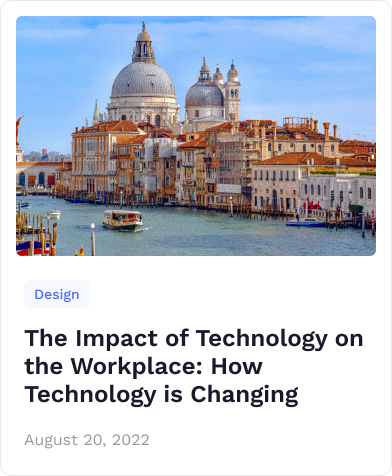 Design
The Impact of Technology on
the Workplace: How
Technology is Changing
August 20, 2022